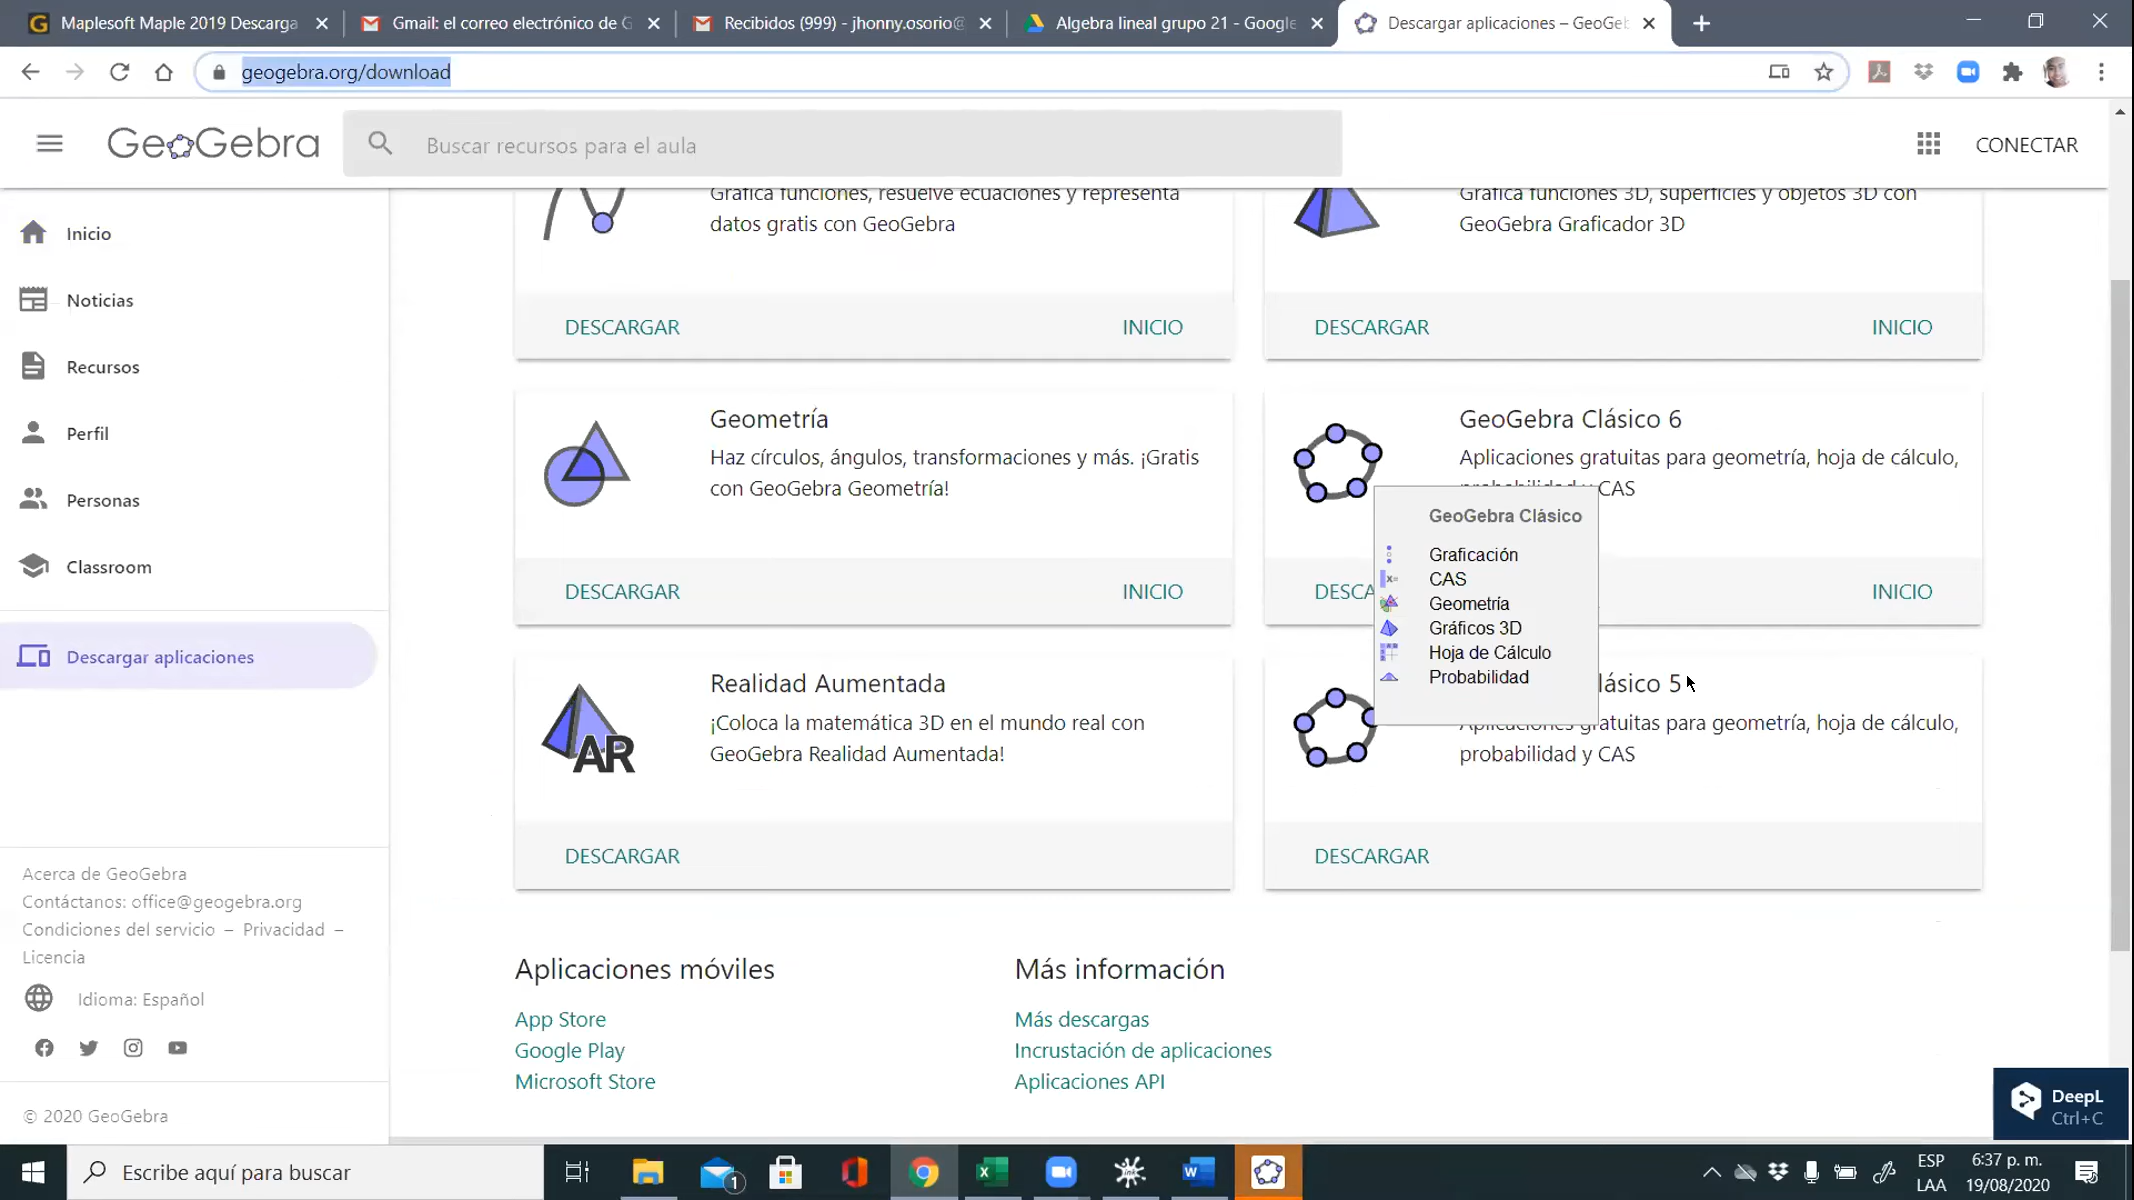 Maplesoft Maple 2019 Descarga
Gmail: el correo electrónico de G
Recibidos (999) - jhonny.osorio@
Algebra lineal grupo 21 - Google
Descargar aplicaciones – GeoGeb
geogebra.org/download
GeoGebra
Buscar recursos para el aula
CONECTAR
Inicio
Noticias
Recursos
Perfil
Personas
Classroom
Descargar aplicaciones
Acerca de GeoGebra
Contáctanos: office@geogebra.org
Condiciones del servicio – Privacidad –
Licencia
Idioma: Español
© 2020 GeoGebra
Grafica funciones, resuelve ecuaciones y representa
datos gratis con GeoGebra
DESCARGAR INICIO
Grafica funciones 3D, superficies y objetos 3D con
GeoGebra Graficador 3D
DESCARGAR INICIO
Geometría
Haz círculos, ángulos, transformaciones y más. ¡Gratis
con GeoGebra Geometría!
DESCARGAR INICIO
GeoGebra Clásico 6
Aplicaciones gratuitas para geometría, hoja de cálculo,
probabilidad y CAS
DESCA INICIO
GeoGebra Clásico
Graficación
x=
CAS
Geometría
Gráficos 3D
Hoja de Cálculo
Probabilidad
Realidad Aumentada
¡Coloca la matemática 3D en el mundo real con
GeoGebra Realidad Aumentada!
AR
DESCARGAR
lásico 5
Aplicaciones gratuitas para geometría, hoja de cálculo,
probabilidad y CAS
DESCARGAR
Aplicaciones móviles
App Store
Google Play
Microsoft Store
Más información
Más descargas
Incrustación de aplicaciones
Aplicaciones API
DeepL
Ctrl+C
Escribe aquí para buscar
1
ESP
LAA
6:37 p. m.
19/08/2020